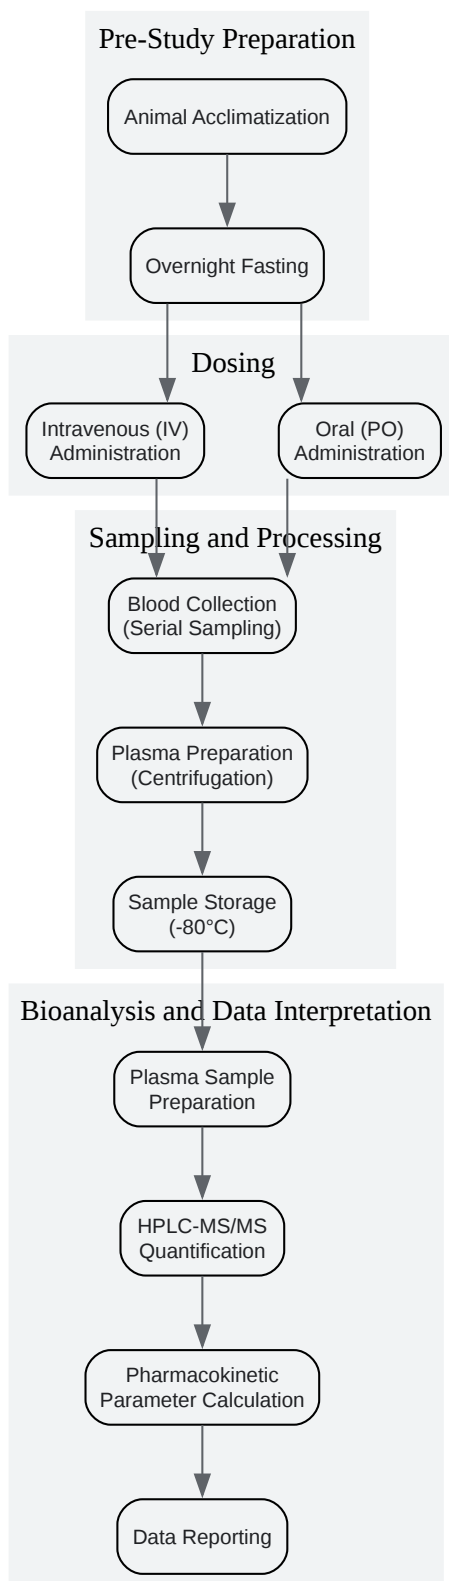 Pre-Study Preparation
Animal Acclimatization
Overnight Fasting
Dosing
Intravenous (IV)
Administration
Oral (PO)
Administration
Sampling and Processing
Blood Collection
(Serial Sampling)
Plasma Preparation
(Centrifugation)
Sample Storage
(-80°C)
Bioanalysis and Data Interpretation
Plasma Sample
Preparation
HPLC-MS/MS
Quantification
Pharmacokinetic
Parameter Calculation
Data Reporting